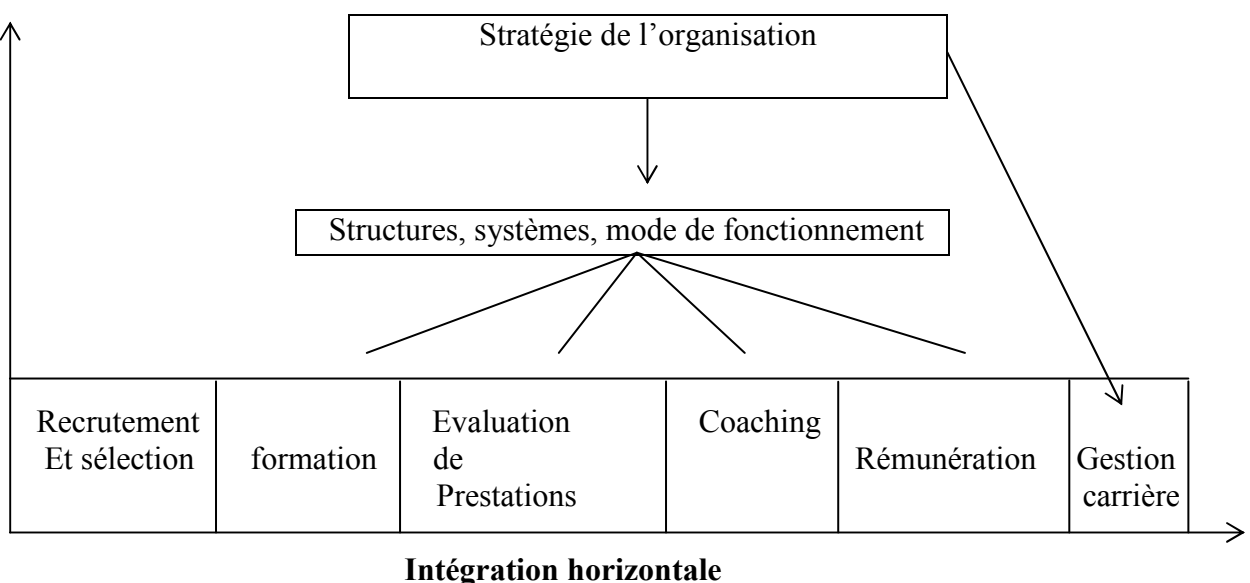 Stratégie de l’organisation
Structures, systèmes, mode de fonctionnement
Recrutement
Et sélection
formation
Evaluation
de
Prestations
Coaching
Rémunération
Gestion
carrière
Intégration horizontale